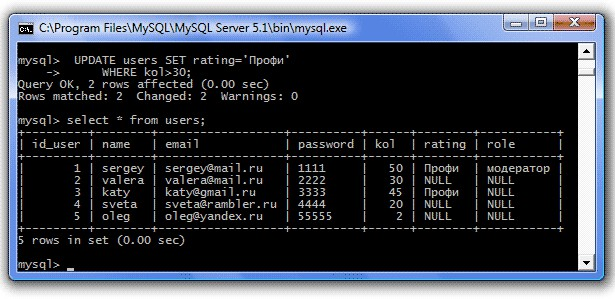 C:\Program Files\MySQL\MySQL Server 5.1\bin\mysql.exe
mysql>  UPDATE users SET rating='Профи'
    ->      WHERE kol>30;
Query OK, 2 rows affected (0.00 sec)
Rows matched: 2  Changed: 2  Warnings: 0
mysql> select * from users;
+---------+--------+------------------+----------+------+--------+-----------+
| id_user | name   | email            | password | kol  | rating | role      |
+---------+--------+------------------+----------+------+--------+-----------+
|       1 | sergey | sergey@mail.ru   | 1111     |   50 | Профи  | модератор |
|       2 | valera | valera@mail.ru   | 2222     |   30 | NULL   | NULL      |
|       3 | katy   | katy@gmail.ru    | 3333     |   45 | Профи  | NULL      |
|       4 | sveta  | sveta@rambler.ru | 4444     |   20 | NULL   | NULL      |
|       5 | oleg   | oleg@yandex.ru   | 55555    |    2 | NULL   | NULL      |
+---------+--------+------------------+----------+------+--------+-----------+
5 rows in set (0.00 sec)
mysql> _